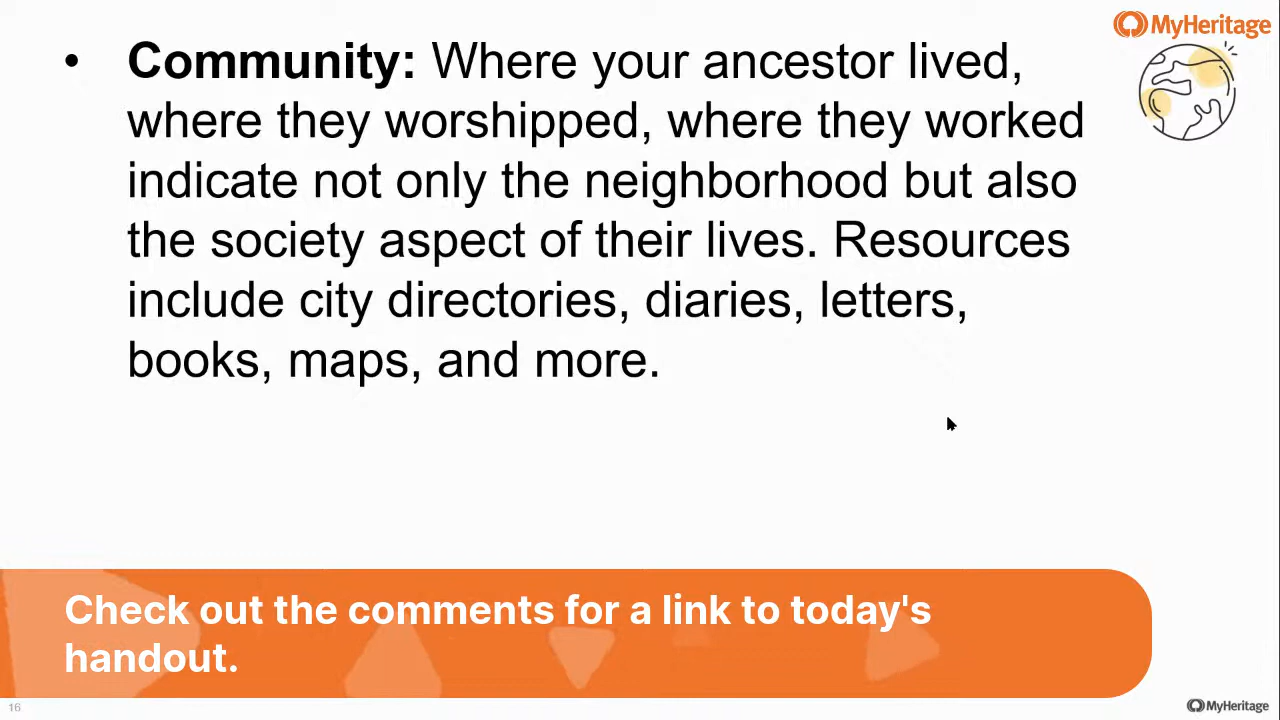 MyHeritage
• Community: Where your ancestor lived,
where they worshipped, where they worked
indicate not only the neighborhood but also
the society aspect of their lives. Resources
include city directories, diaries, letters,
books, maps, and more.
Check out the comments for a link to today's
handout.
16
MyHeritage